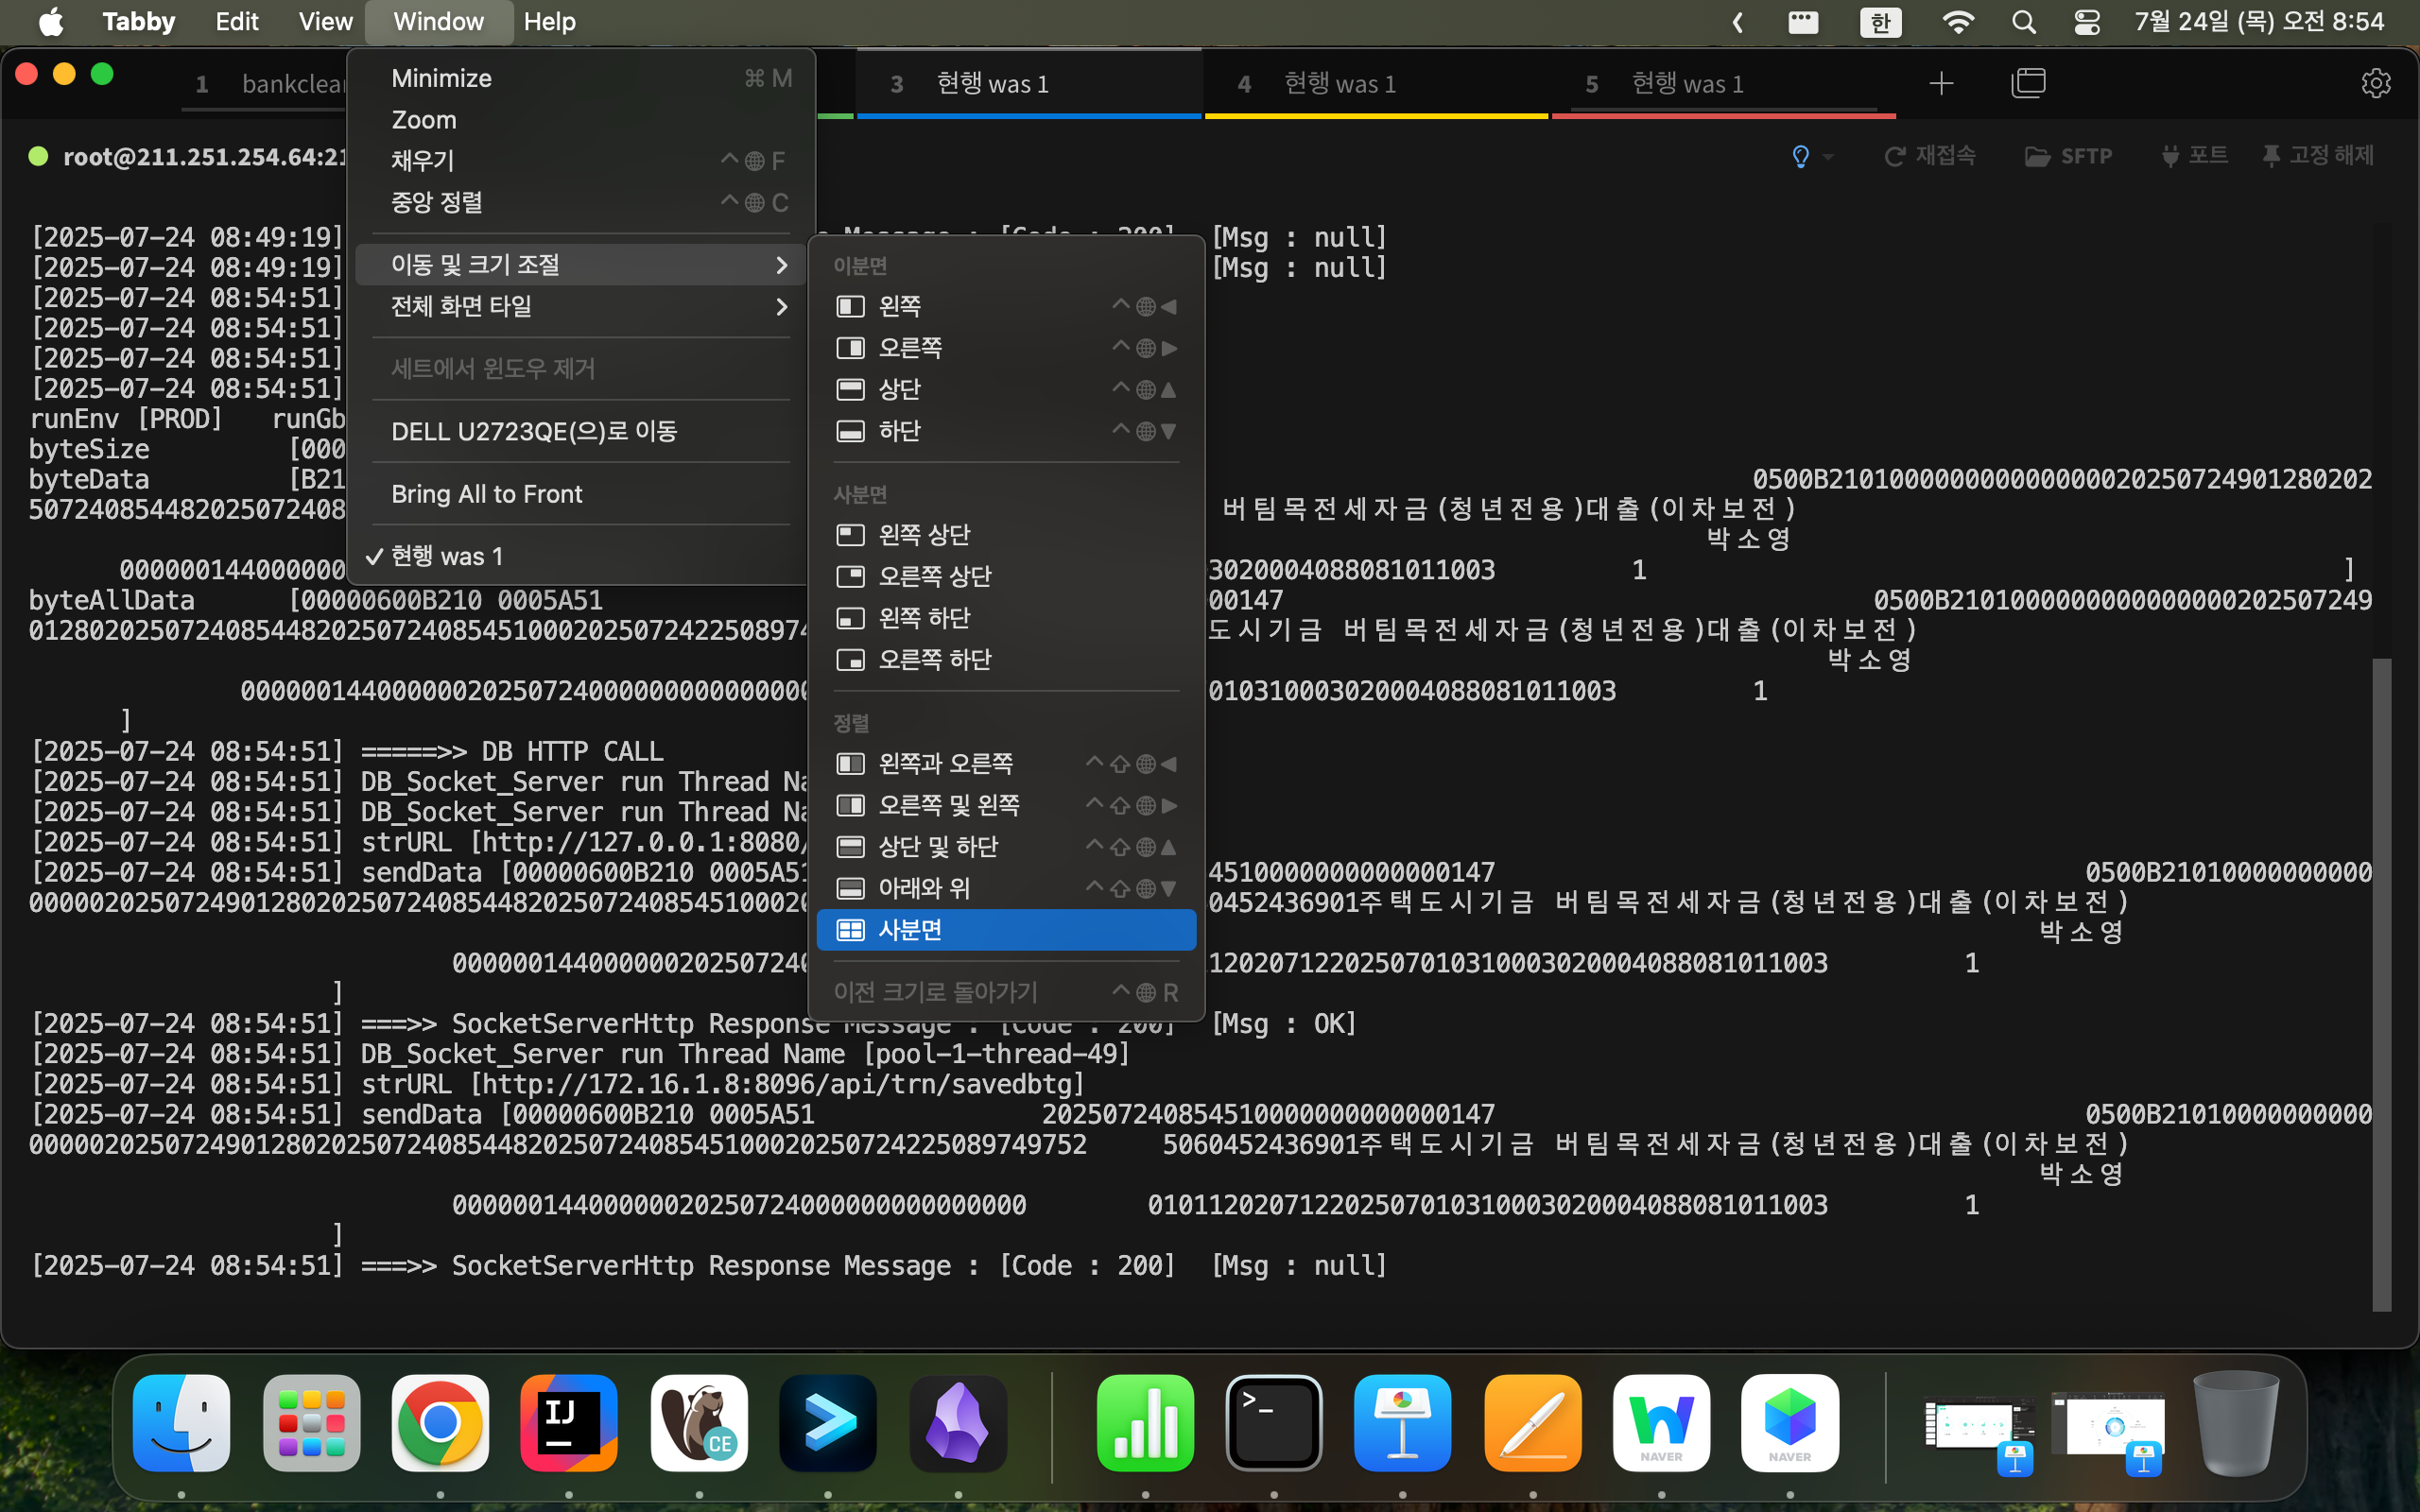 Tabby Edit View Window Help 한 7월 24일 (목) 오전 8:54
1 bankclear
3 현행 was 1
4 현행 was 1
5 현행 was 1
root@211.251.254.64:21
재접속 SFTP 포트 고정 해제
Minimize ⌘ M
Zoom
채우기 ^ F
중앙 정렬 ^ C
이동 및 크기 조절
전체 화면 타일
세트에서 윈도우 제거
DELL U2723QE(으)로 이동
Bring All to Front
✓ 현행 was 1
이분면
왼쪽
오른쪽
상단
하단
사분면
왼쪽 상단
오른쪽 상단
왼쪽 하단
오른쪽 하단
정렬
왼쪽과 오른쪽
오른쪽 및 왼쪽
상단 및 하단
아래와 위
사분면
이전 크기로 돌아가기 ^ R
[2025-07-24 08:49:19] Message : [Code : 200] [Msg : null]
[2025-07-24 08:49:19] [Msg : null]
[2025-07-24 08:54:51]
[2025-07-24 08:54:51]
[2025-07-24 08:54:51]
[2025-07-24 08:54:51]
runEnv [PROD] runGb
byteSize [000
byteData [B21 0500B2101000000000000020250724901280202
507240854482025072408 버팀목전세자금(청년전용)대출(이차보전)
박소영
000000144000000 3020004088081011003 1 ]
byteAllData [00000600B210 0005A51 00147 0500B21010000000000000202507249
012802025072408544820250724085451000202507242250897 도시기금 버팀목전세자금(청년전용)대출(이차보전)
박소영
0000001440000002025072400000000000000 010310003020004088081011003 1
]
[2025-07-24 08:54:51] =====>> DB HTTP CALL
[2025-07-24 08:54:51] DB_Socket_Server run Thread Na
[2025-07-24 08:54:51] DB_Socket_Server run Thread Na
[2025-07-24 08:54:51] strURL [http://127.0.0.1:8080/
[2025-07-24 08:54:51] sendData [00000600B210 0005A51 4510000000000000147 0500B21010000000000
000002025072490128020250724085448202507240854510002 0452436901주택도시기금 버팀목전세자금(청년전용)대출(이차보전)
박소영
00000014400000020250724 120207122025070103100030200040880810110​03 1
]
[2025-07-24 08:54:51] ===>> SocketServerHttp Response Message : [Code : 200] [Msg : OK]
[2025-07-24 08:54:51] DB_Socket_Server run Thread Name [pool-1-thread-49]
[2025-07-24 08:54:51] strURL [http://172.16.1.8:8096/api/trn/savedbtg]
[2025-07-24 08:54:51] sendData [00000600B210 0005A51 202507240854510000000000000147 0500B21010000000000
0000020250724901280202507240854482025072408545100020250724225089749752 5060452436901주택도시기금 버팀목전세자금(청년전용)대출(이차보전)
박소영
00000014400000020250724000000000000000 010112020712202507010310003020004088081011003 1
]
[2025-07-24 08:54:51] ===>> SocketServerHttp Response Message : [Code : 200] [Msg : null]
IJ
CE
>_
NAVER
NAVER